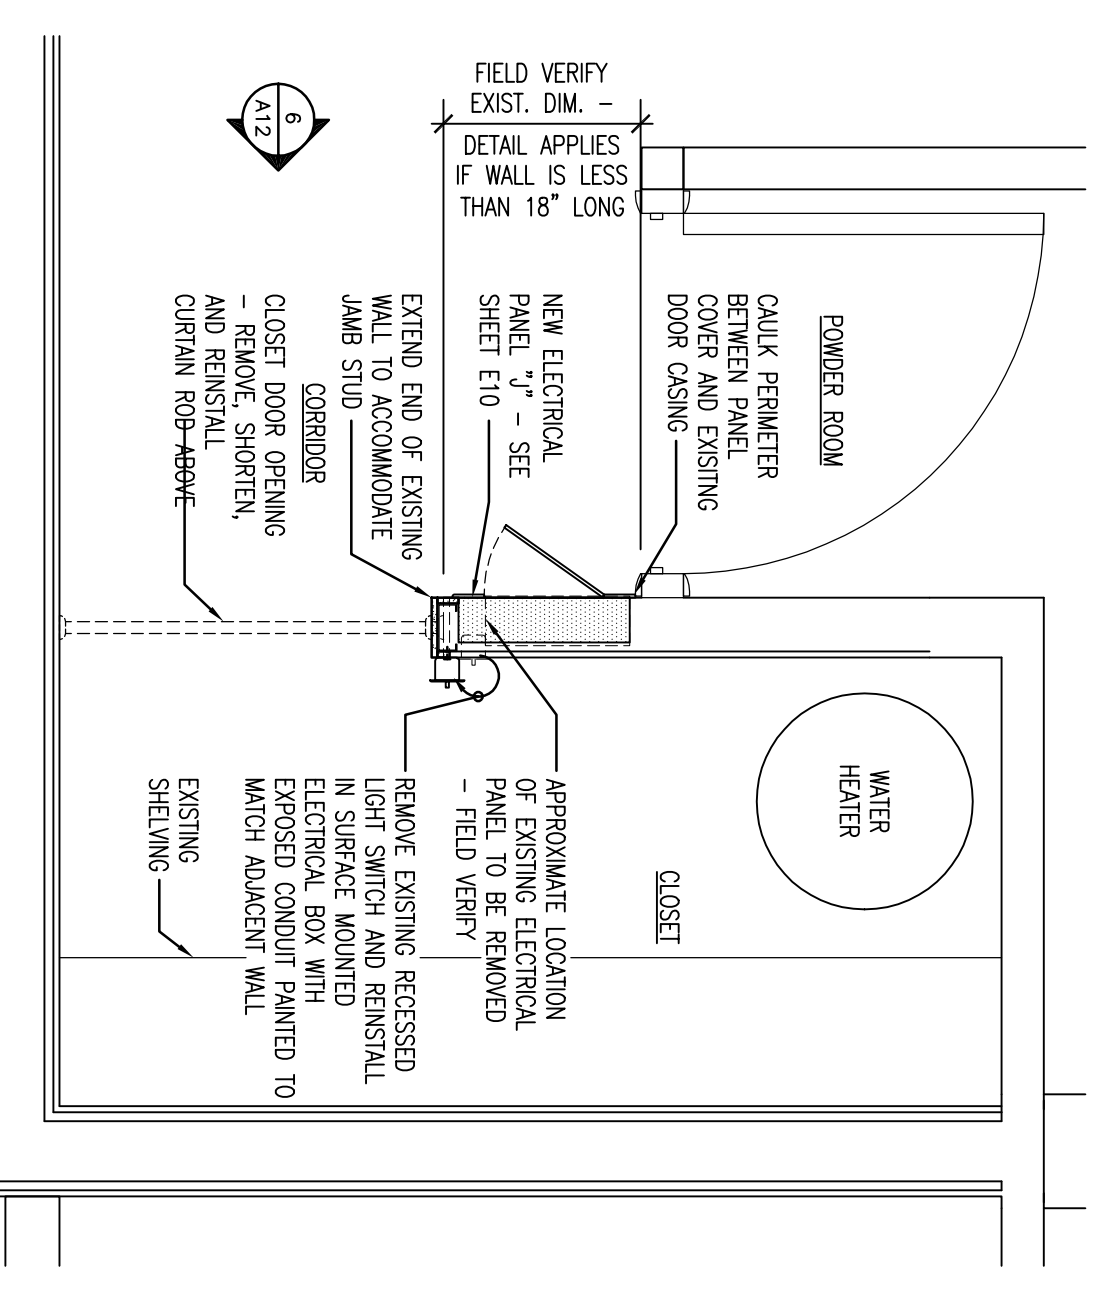 FIELD VERIFY
EXIST. DIM. –
DETAIL APPLIES
IF WALL IS LESS
THAN 18" LONG
6
A12
POWDER ROOM
CAULK PERIMETER
BETWEEN PANEL
COVER AND EXISITNG
DOOR CASING
NEW ELECTRICAL
PANEL "J" – SEE
SHEET E10
EXTEND END OF EXISTING
WALL TO ACCOMMODATE
JAMB STUD
CORRIDOR
CLOSET DOOR OPENING
– REMOVE, SHORTEN,
AND REINSTALL
CURTAIN ROD ABOVE
WATER
HEATER
CLOSET
APPROXIMATE LOCATION
OF EXISTING ELECTRICAL
PANEL TO BE REMOVED
– FIELD VERIFY
REMOVE EXISTING RECESSED
LIGHT SWITCH AND REINSTALL
IN SURFACE MOUNTED
ELECTRICAL BOX WITH
EXPOSED CONDUIT PAINTED TO
MATCH ADJACENT WALL
EXISTING
SHELVING